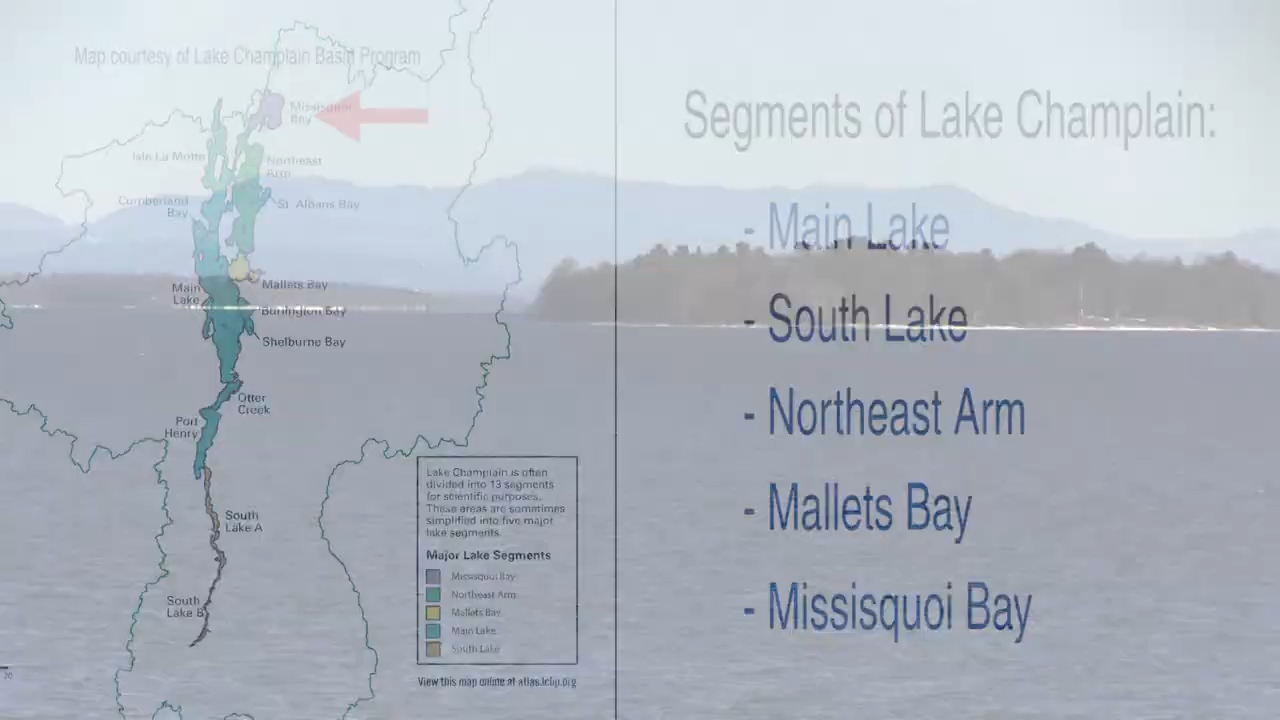 Map courtesy of Lake Champlain Basin Program
Missisquoi
Bay
Isle La Motte
Northeast
Arm
Cumberland
Bay
St. Albans Bay
Mallets Bay
Main
Lake
Burlington Bay
Shelburne Bay
Otter
Creek
Port
Henry
South
Lake A
South
Lake B
20
Lake Champlain is often
divided into 13 segments
for scientific purposes.
These areas are sometimes
simplified into five major
lake segments.
Major Lake Segments
Missisquoi Bay
Northeast Arm
Mallets Bay
Main Lake
South Lake
View this map online at atlas.lcbp.org
Segments of Lake Champlain:
- Main Lake
- South Lake
- Northeast Arm
- Mallets Bay
- Missisquoi Bay